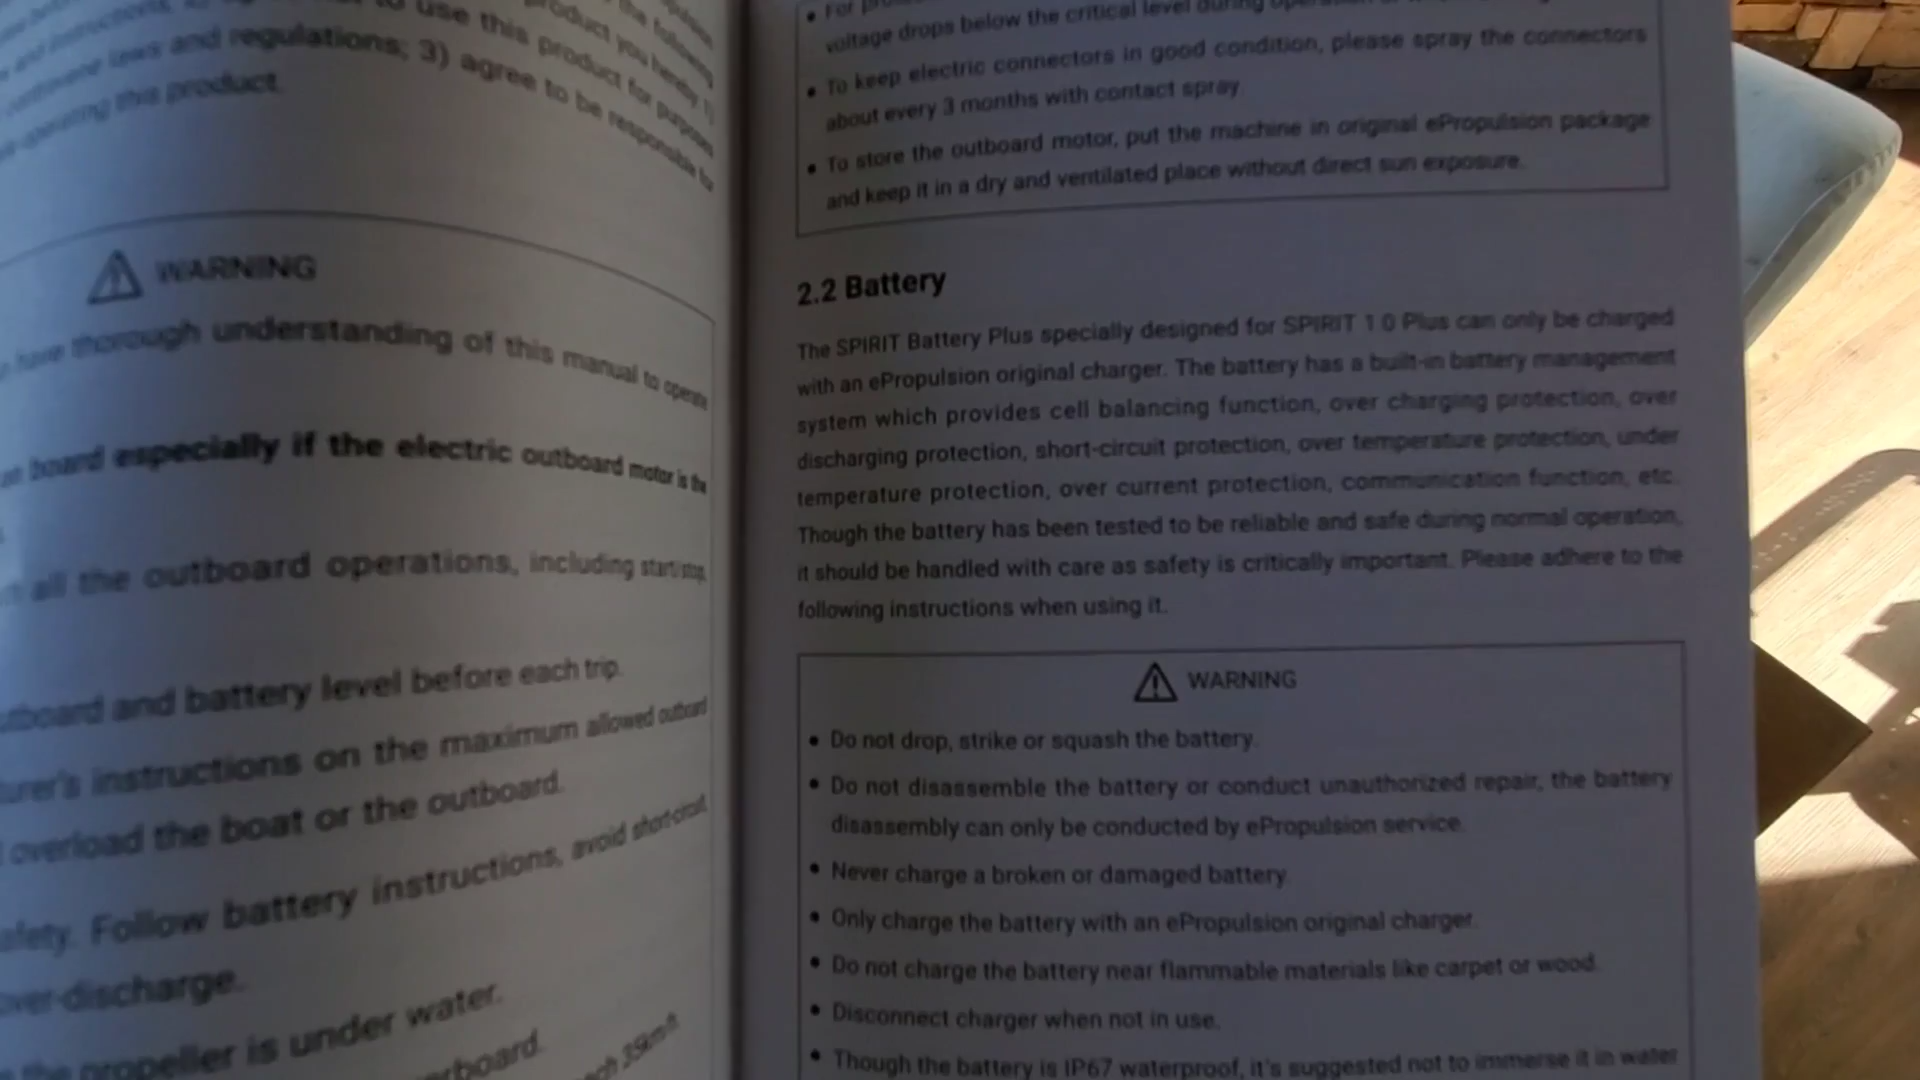 use this product for purposes
laws and regulations; 3) agree to be responsible for
operating this product.
WARNING
have thorough understanding of this manual to operate
board especially if the electric outboard motor is the
all the outboard operations, including start/stop,
and battery level before each trip.
instructions on the maximum allowed outboard
overload the boat or the outboard.
Follow battery instructions, avoid short-circuit,
over-discharge.
the propeller is under water.
voltage drops below the critical level during
• To keep electric connectors in good condition, please spray the connectors
about every 3 months with contact spray.
• To store the outboard motor, put the machine in original ePropulsion package
and keep it in a dry and ventilated place without direct sun exposure.
2.2 Battery
The SPIRIT Battery Plus specially designed for SPIRIT 1.0 Plus can only be charged
with an ePropulsion original charger. The battery has a built-in battery management
system which provides cell balancing function, over charging protection, over
discharging protection, short-circuit protection, over temperature protection, under
temperature protection, over current protection, communication function, etc.
Though the battery has been tested to be reliable and safe during normal operation,
it should be handled with care as safety is critically important. Please adhere to the
following instructions when using it.
WARNING
• Do not drop, strike or squash the battery.
• Do not disassemble the battery or conduct unauthorized repair, the battery
disassembly can only be conducted by ePropulsion service.
• Never charge a broken or damaged battery.
• Only charge the battery with an ePropulsion original charger.
• Do not charge the battery near flammable materials like carpet or wood.
• Disconnect charger when not in use.
• Though the battery is IP67 waterproof, it's suggested not to immerse it in water